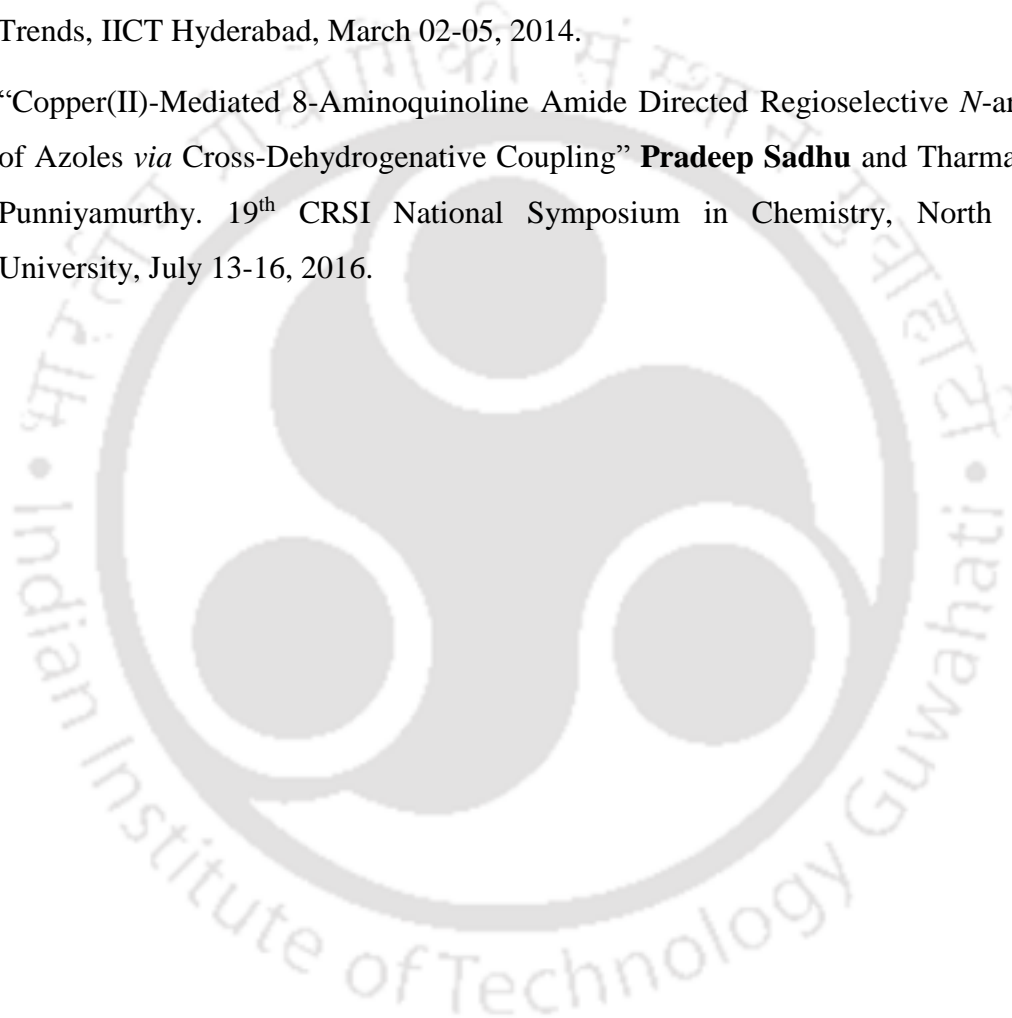 Trends, IICT Hyderabad, March 02-05, 2014.
“Copper(II)-Mediated 8-Aminoquinoline Amide Directed Regioselective N-ar
of Azoles via Cross-Dehydrogenative Coupling” Pradeep Sadhu and Tharma
Punniyamurthy. 19th CRSI National Symposium in Chemistry, North
University, July 13-16, 2016.
Indian Institute of Technology Guwahati